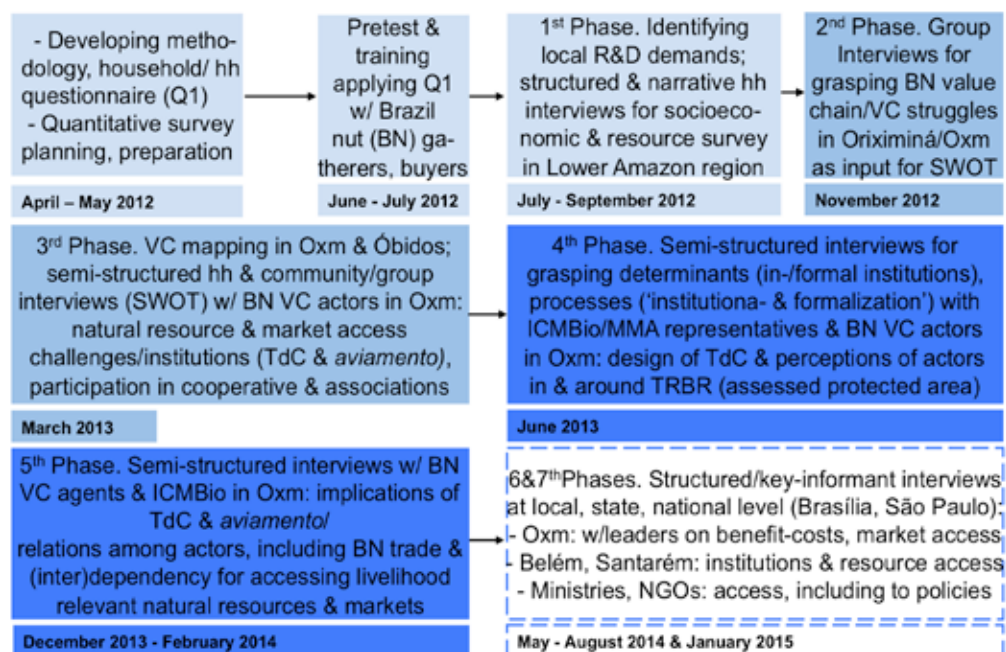 - Developing metho-
dology, household/ hh
questionnaire (Q1)
- Quantitative survey
planning, preparation
April – May 2012
Pretest &
training
applying Q1
w/ Brazil
nut (BN) ga-
therers, buyers
June - July 2012
1st Phase. Identifying
local R&D demands;
structured & narrative hh
interviews for socioeco-
nomic & resource survey
in Lower Amazon region
July - September 2012
2nd Phase. Group
Interviews for
grasping BN value
chain/VC struggles
in Oriximiná/Oxm
as input for SWOT
November 2012
3rd Phase. VC mapping in Oxm & Óbidos;
semi-structured hh & community/group
interviews (SWOT) w/ BN VC actors in Oxm:
natural resource & market access
challenges/institutions (TdC & aviamento),
participation in cooperative & associations
March 2013
4th Phase. Semi-structured interviews for
grasping determinants (in-/formal institutions),
processes (‘instituciona- & formalization’) with
ICMBio/MMA representatives & BN VC actors
in Oxm: design of TdC & perceptions of actors
in & around TRBR (assessed protected area)
June 2013
5th Phase. Semi-structured interviews w/ BN
VC agents & ICMBio in Oxm: implications of
TdC & aviamento/
relations among actors, including BN trade &
(inter)dependency for accessing livelihood
relevant natural resources & markets
December 2013 - February 2014
6&7thPhases. Structured/key-informant interviews
at local, state, national level (Brasília, São Paulo):
- Oxm: w/leaders on benefit-costs, market access
- Belém, Santarém: institutions & resource access
- Ministries, NGOs: access, including to policies
May - August 2014 & January 2015